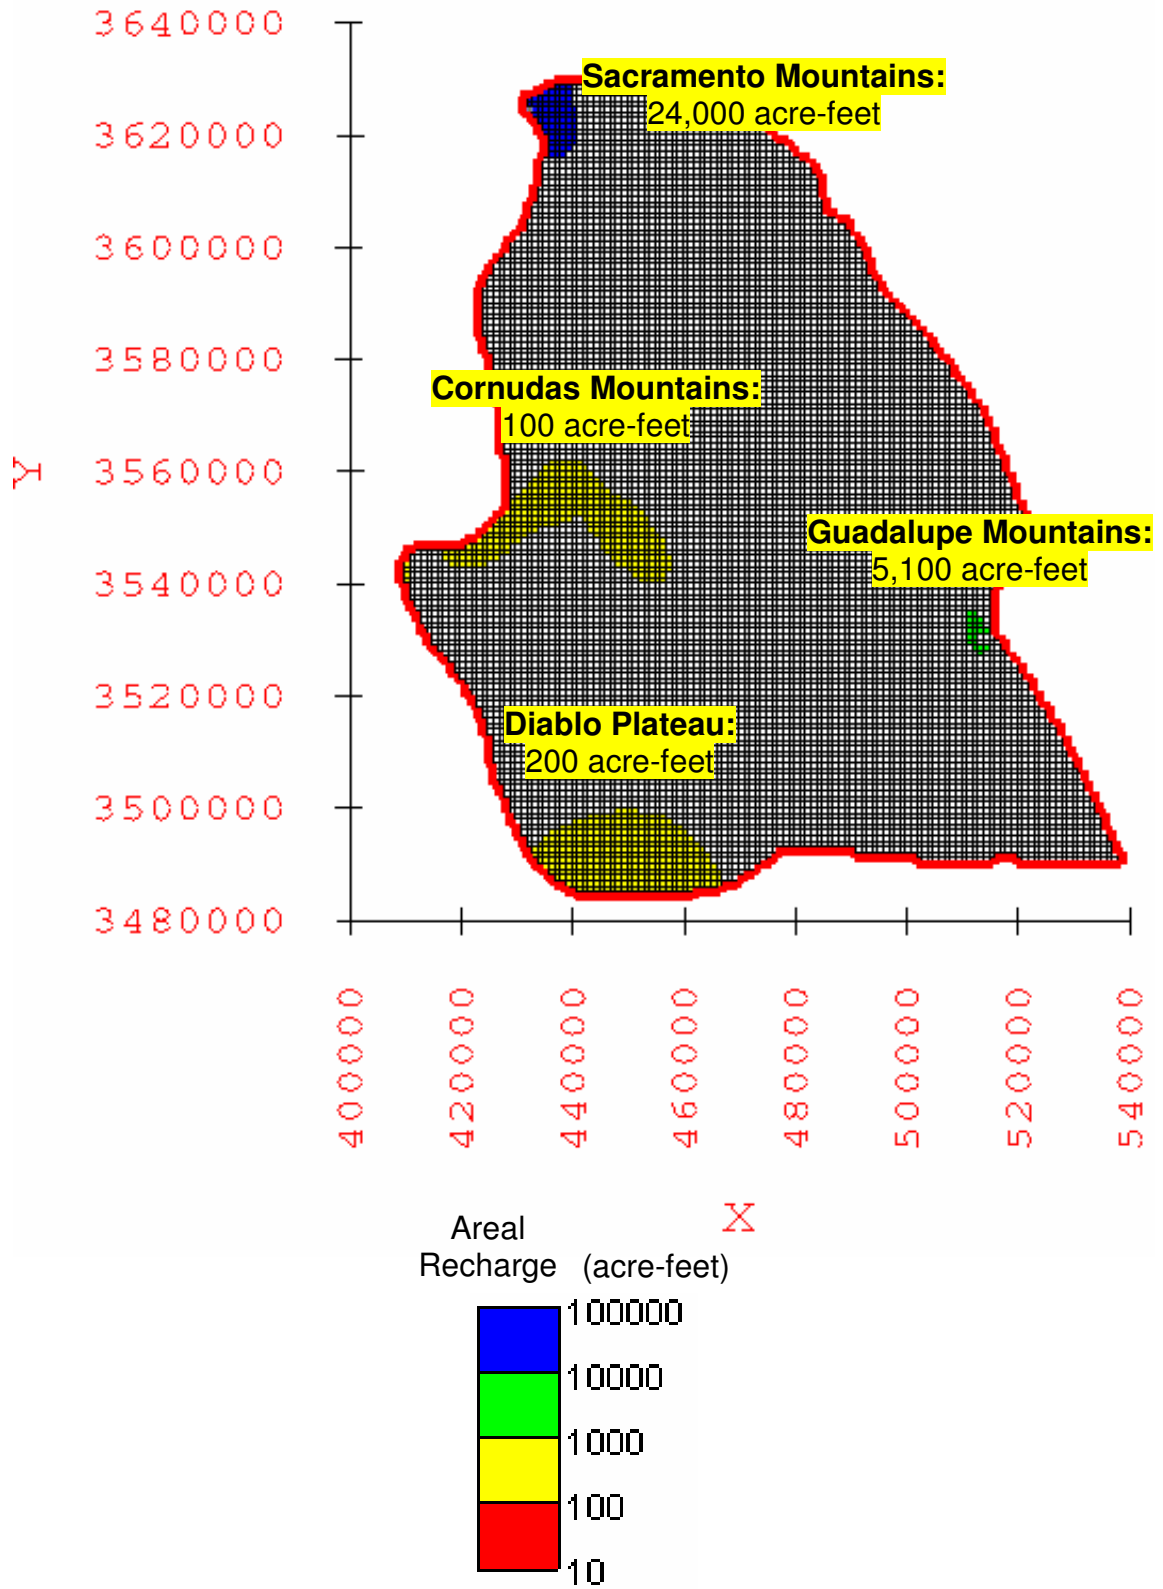 3640000
Sacramento Mountains:
24,000 acre-feet
3620000
3600000
3580000
Cornudas Mountains:
100 acre-feet
Y
3560000
Guadalupe Mountains:
5,100 acre-feet
3540000
3520000
Diablo Plateau:
200 acre-feet
3500000
3480000
400000
420000
440000
460000
480000
500000
520000
540000
X
Areal
Recharge (acre-feet)
100000
10000
1000
100
10